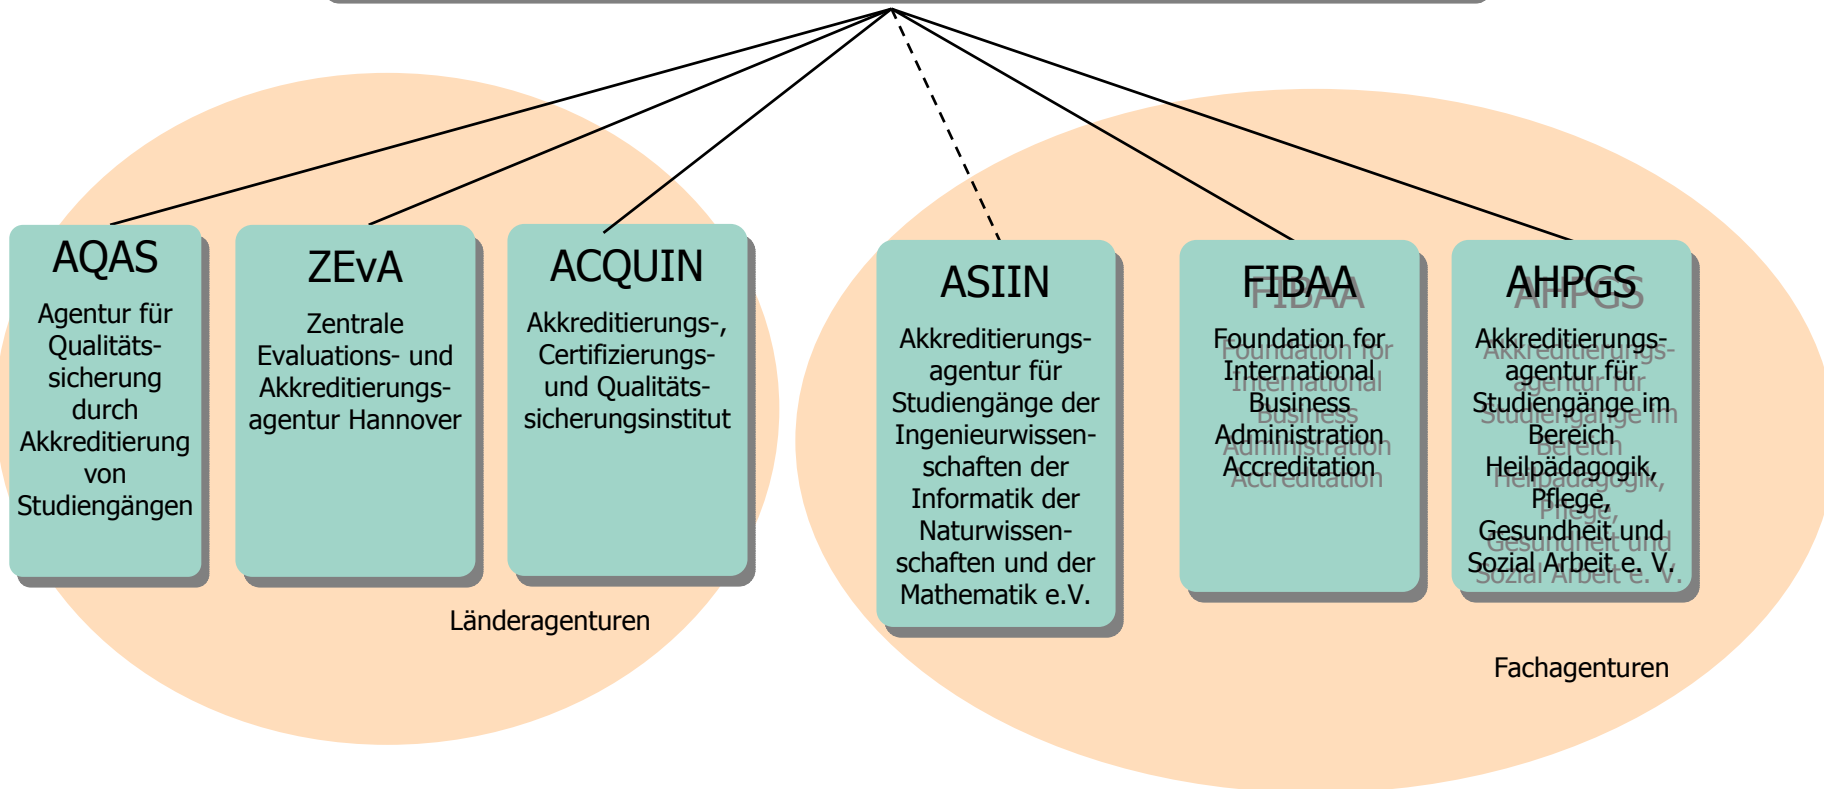 AQAS
Agentur für
Qualitäts-
sicherung
durch
Akkreditierung
von
Studiengängen
ZEvA
Zentrale
Evaluations- und
Akkreditierungs-
agentur Hannover
ACQUIN
Akkreditierungs-,
Certifizierungs-
und Qualitäts-
sicherungsinstitut
Länderagenturen
ASIIN
Akkreditierungs-
agentur für
Studiengänge der
Ingenieurwissen-
schaften der
Informatik der
Naturwissen-
schaften und der
Mathematik e.V.
FIBAA
Foundation for
International
Business
Administration
Accreditation
AHPGS
Akkreditierungs-
agentur für
Studiengänge im
Bereich
Heilpädagogik,
Pflege,
Gesundheit und
Sozial Arbeit e. V.
Fachagenturen